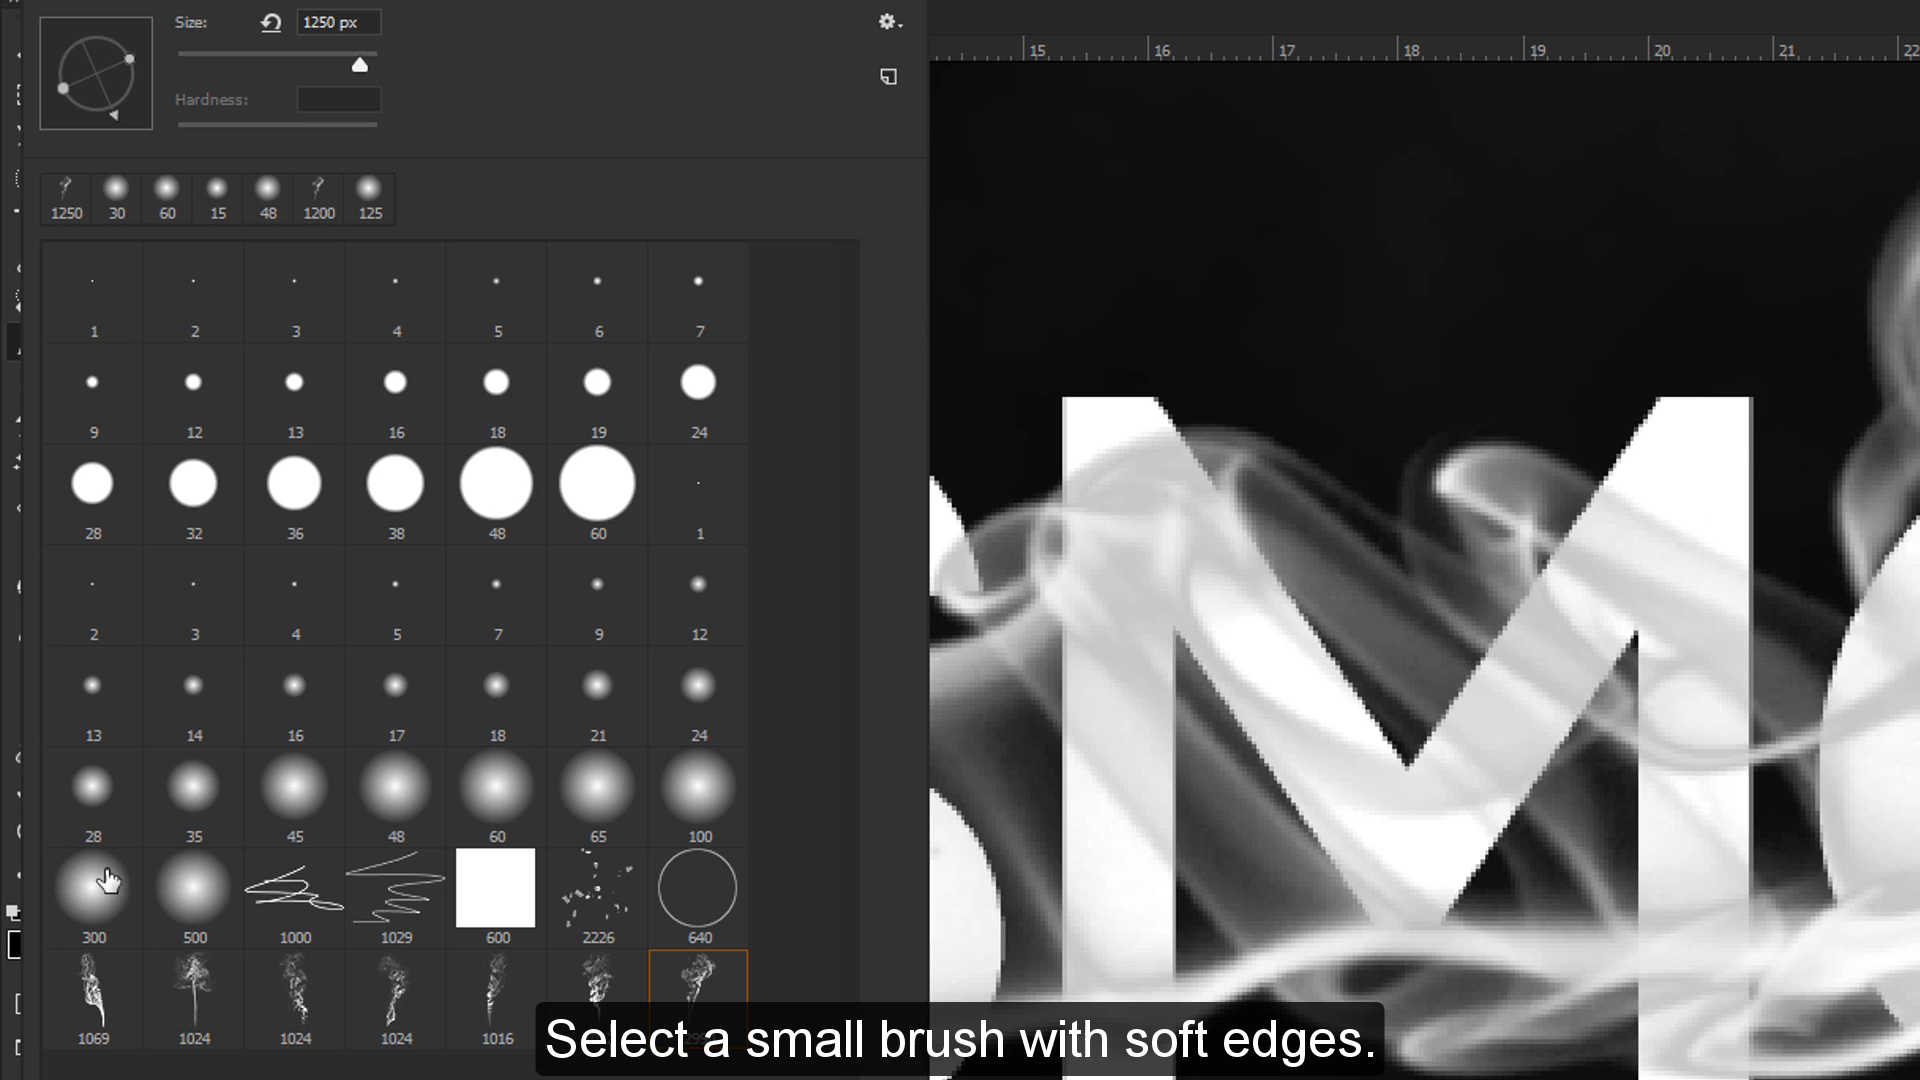 Size: 1250 px
Hardness:
15 16 17 18 19 20 21 22
1250 30 60 15 48 1200 125
1 2 3 4 5 6 7
9 12 13 16 18 19 24
28 32 36 38 48 60 1
2 3 4 5 7 9 12
13 14 16 17 18 21 24
28 35 45 48 60 65 100
300 500 1000 1029 600 2226 640
1069 1024 1024 1024 1016
Select a small brush with soft edges.
M